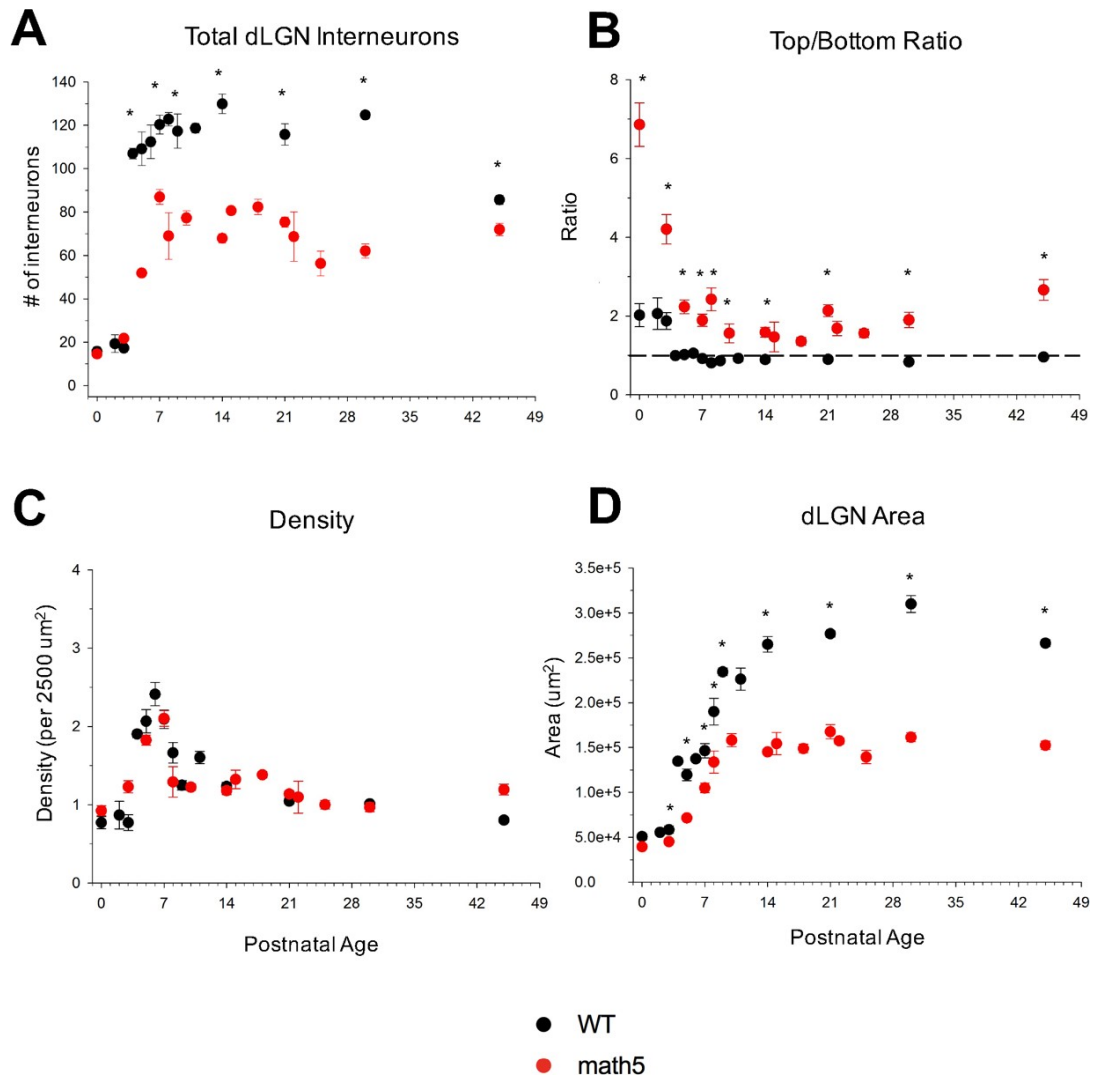 A
Total dLGN Interneurons
# of interneurons
140
120
100
80
60
40
20
0
* * * * * * *
0 7 14 21 28 35 42 49
B
Top/Bottom Ratio
Ratio
8
6
4
2
0
* * * * * * * * * *
0 7 14 21 28 35 42 49
C
Density
Density (per 2500 um²)
4
3
2
1
0
0 7 14 21 28 35 42 49
Postnatal Age
D
dLGN Area
Area (um²)
3.5e+5
3.0e+5
2.5e+5
2.0e+5
1.5e+5
1.0e+5
5.0e+4
0.0
* * * * * * * * *
0 7 14 21 28 35 42 49
Postnatal Age
WT
math5